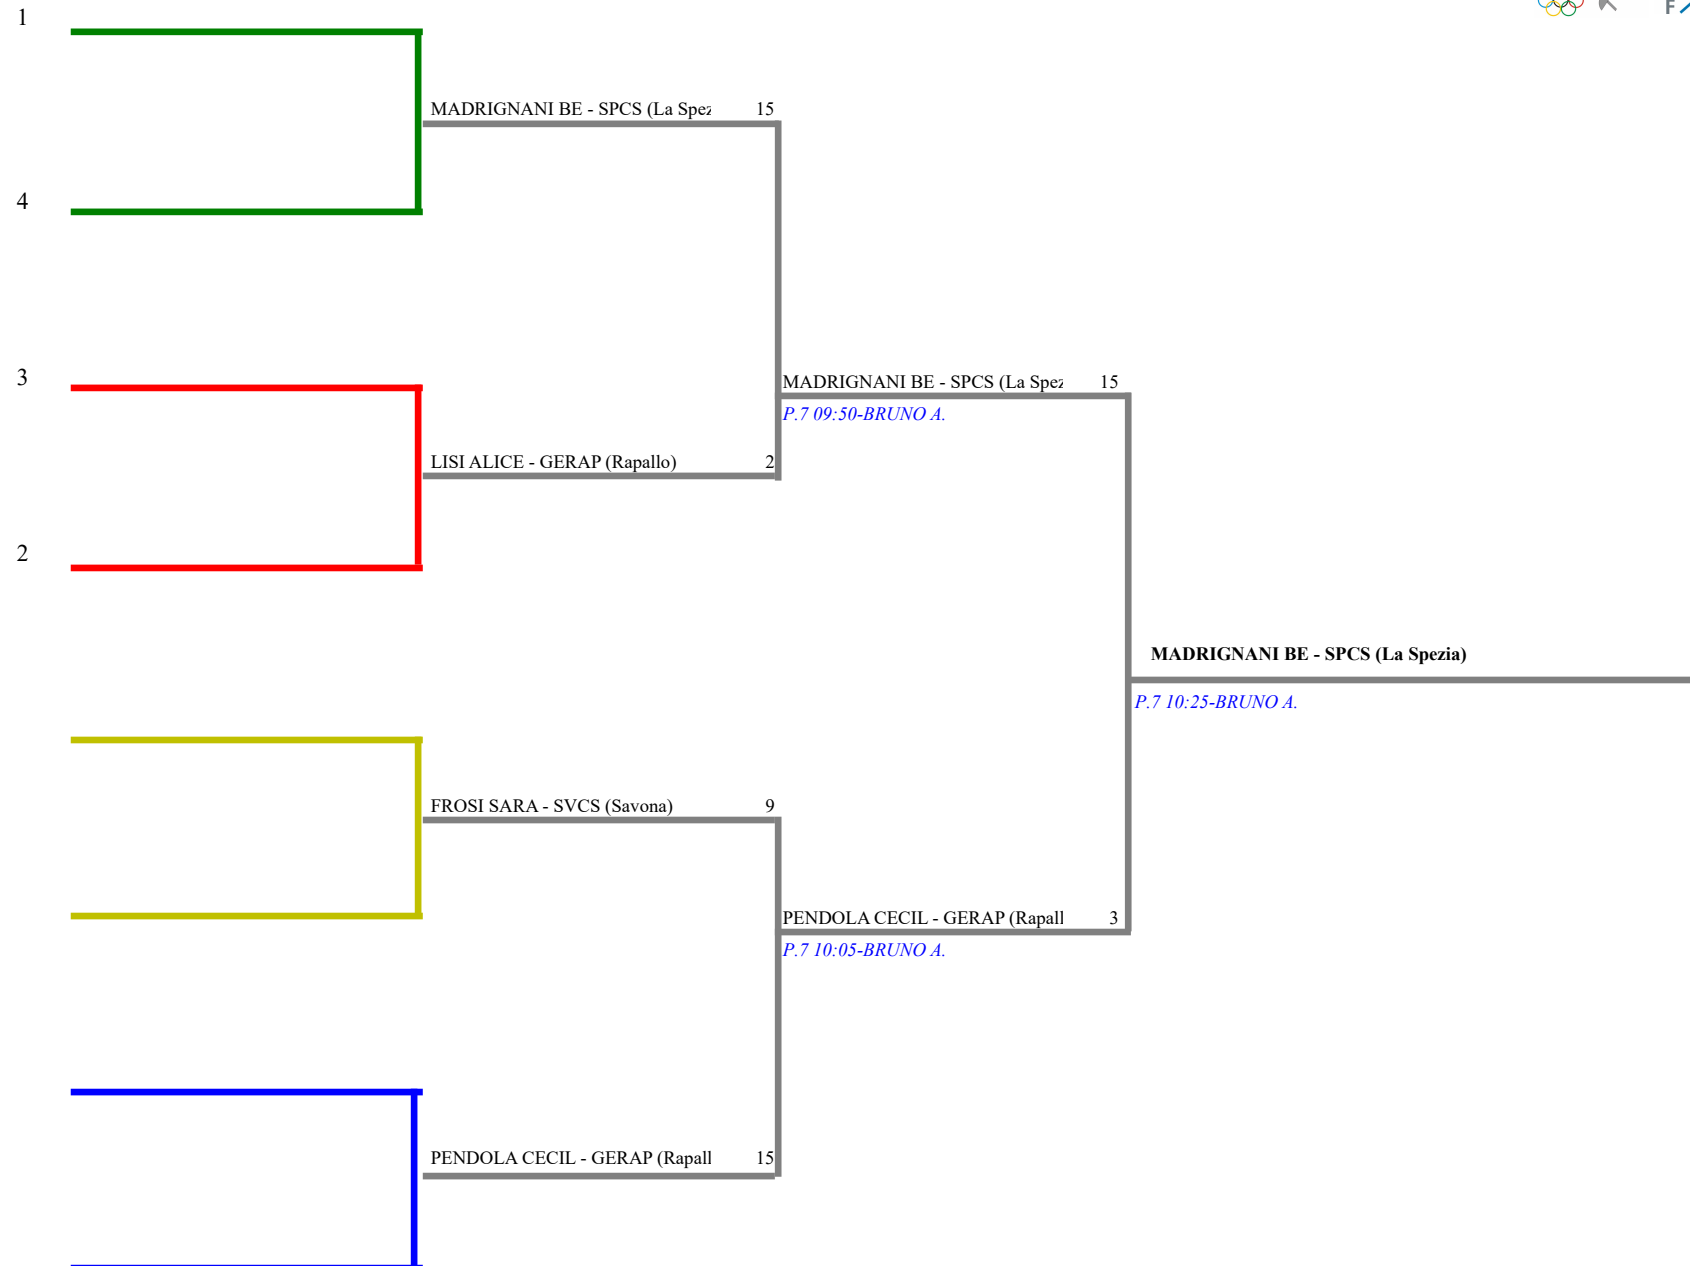 F
1
MADRIGNANI BE - SPCS (La Spez 15
4
3
MADRIGNANI BE - SPCS (La Spez 15
P.7 09:50-BRUNO A.
LISI ALICE - GERAP (Rapallo) 2
2
MADRIGNANI BE - SPCS (La Spezia)
P.7 10:25-BRUNO A.
FROSI SARA - SVCS (Savona) 9
PENDOLA CECIL - GERAP (Rapall 3
P.7 10:05-BRUNO A.
PENDOLA CECIL - GERAP (Rapall 15